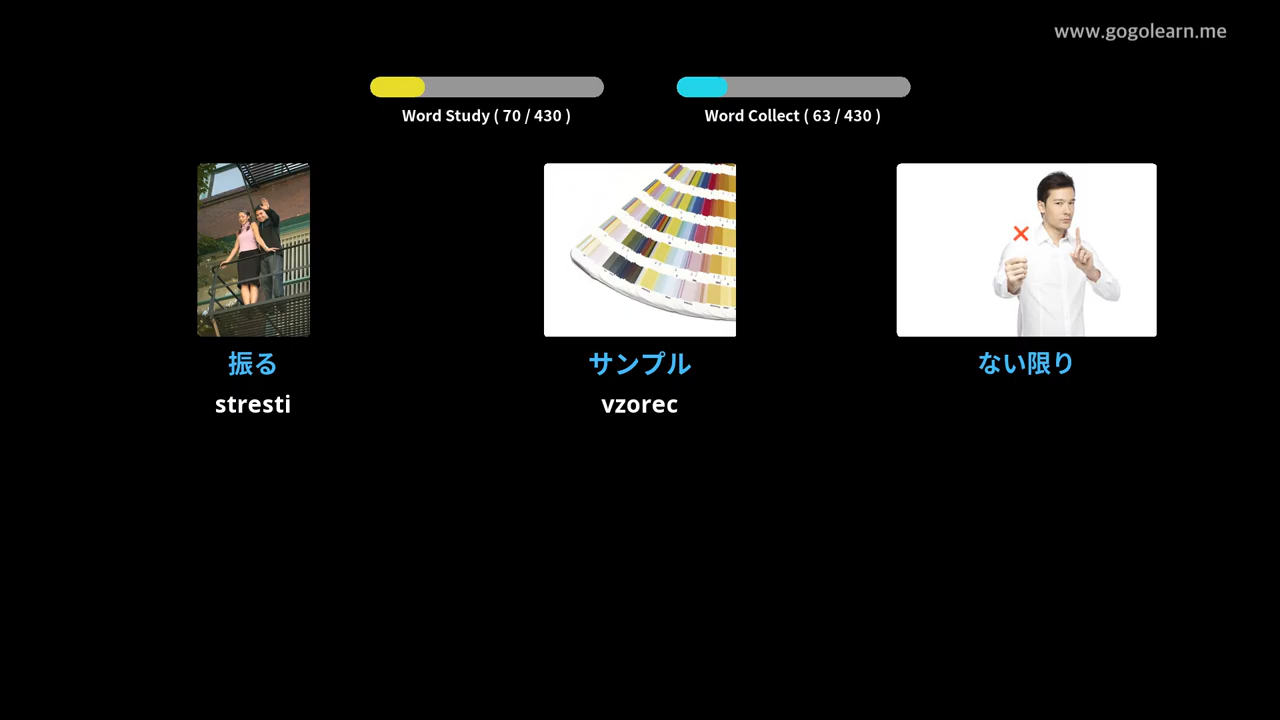 www.gogolearn.me
Word Study ( 70 / 430 )
Word Collect ( 63 / 430 )
振る
サンプル
ない限り
stresti
vzorec